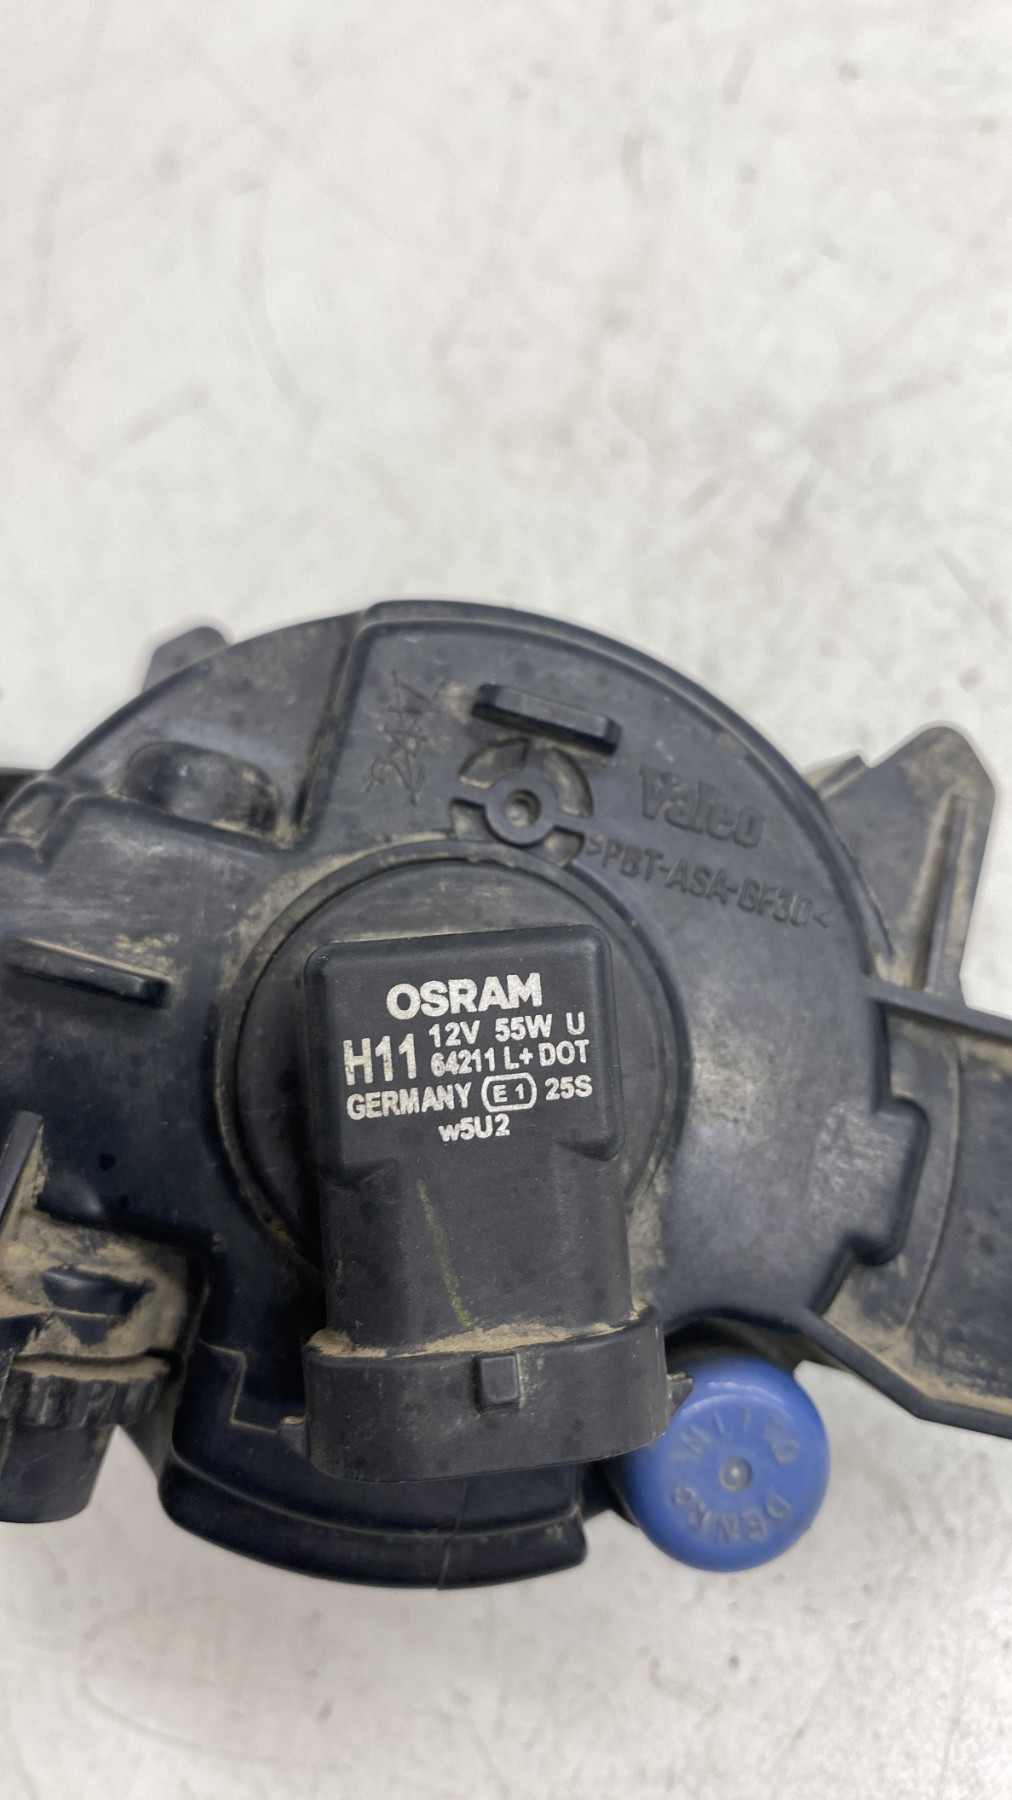 Valeo
>PBT-ASA-GF30<
OSRAM
12V 55W U
H11 64211 L+ DOT
GERMANY E1 25S
w5U2